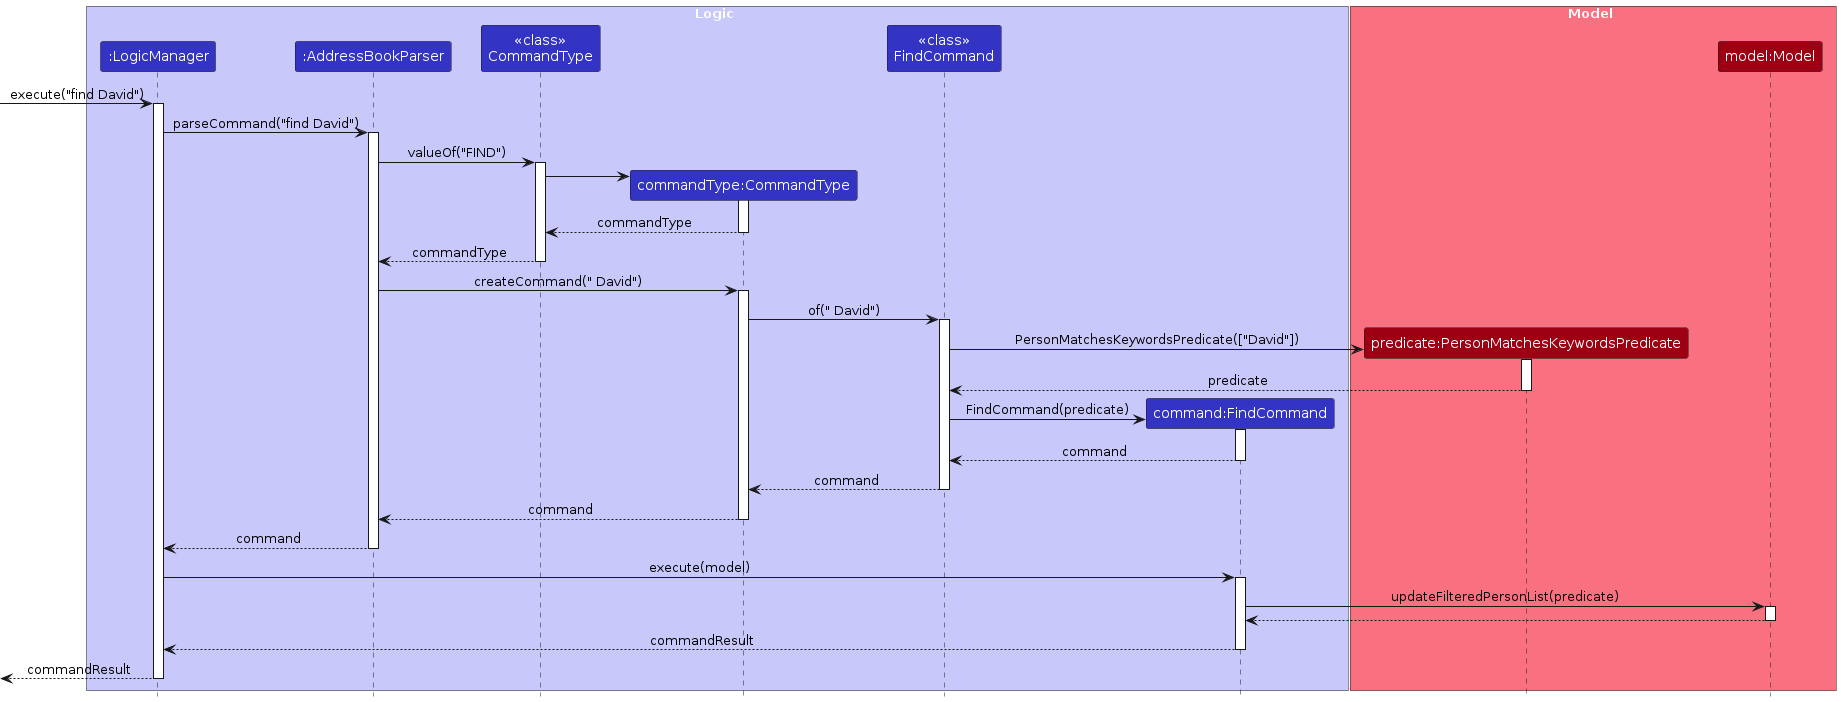 Logic
Model
:LogicManager
:AddressBookParser
«class»
CommandType
«class»
FindCommand
model:Model
execute("find David")
parseCommand("find David")
valueOf("FIND")
commandType:CommandType
commandType
commandType
createCommand(" David")
of(" David")
PersonMatchesKeywordsPredicate(["David"])
predicate:PersonMatchesKeywordsPredicate
predicate
FindCommand(predicate)
command:FindCommand
command
command
command
command
execute(model)
updateFilteredPersonList(predicate)
commandResult
commandResult